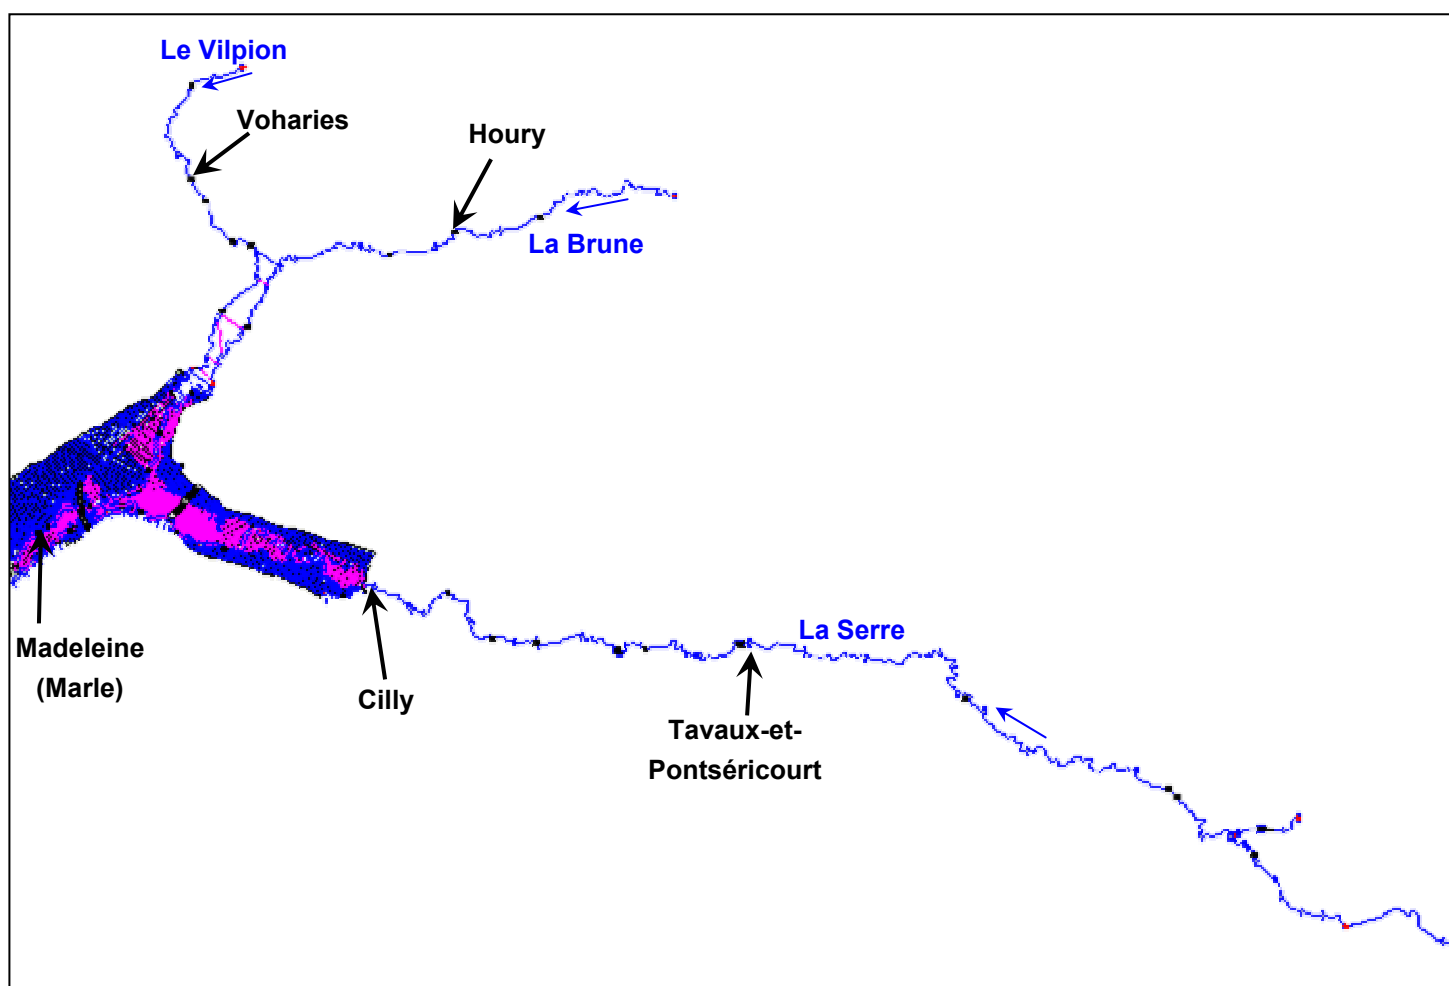 Le Vilpion
Voharies
Houry
La Brune
La Serre
Madeleine
(Marle)
Cilly
Tavaux-et-
Pontséricourt